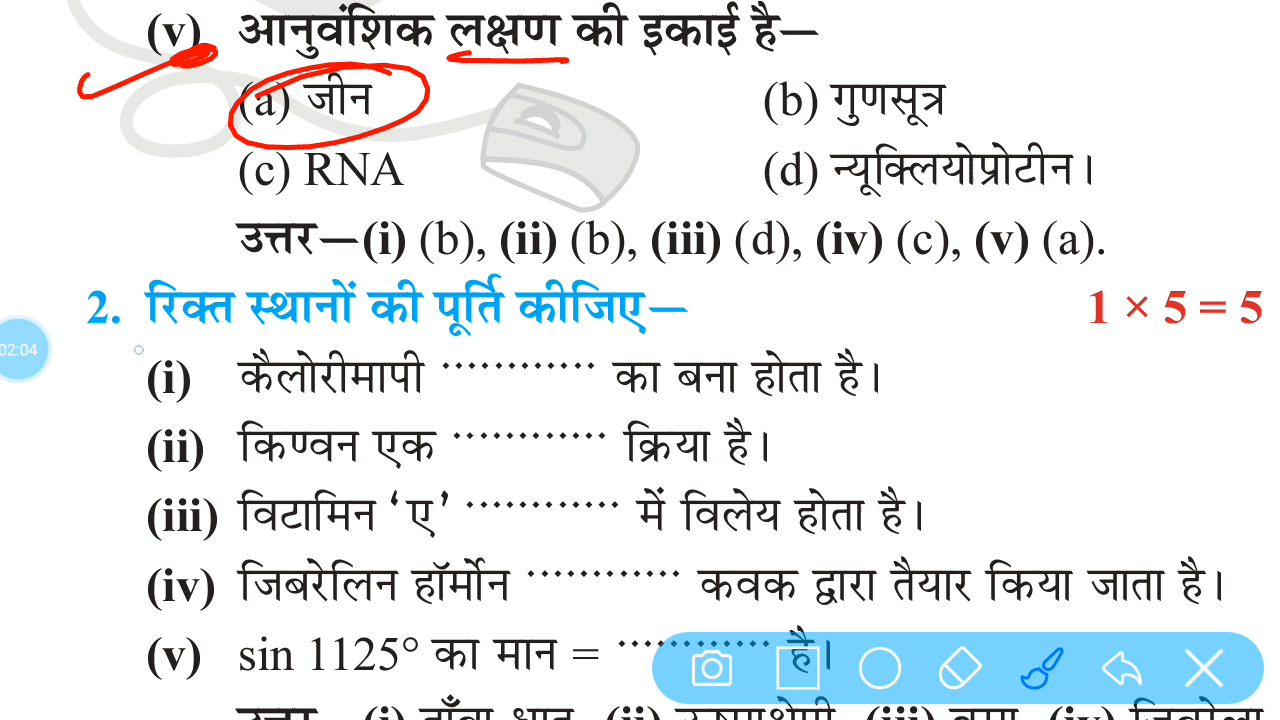 (v) आनुवंशिक लक्षण की इकाई है—
(a) जीन (b) गुणसूत्र
(c) RNA (d) न्यूक्लियोप्रोटीन।
उत्तर—(i) (b), (ii) (b), (iii) (d), (iv) (c), (v) (a).
2. रिक्त स्थानों की पूर्ति कीजिए— 1 × 5 = 5
02:04
(i) कैलोरीमापी ············ का बना होता है।
(ii) किण्वन एक ············ क्रिया है।
(iii) विटामिन ‘ए’ ············ में विलेय होता है।
(iv) जिबरेलिन हॉर्मोन ············ कवक द्वारा तैयार किया जाता है।
(v) sin 1125° का मान = ············ है।